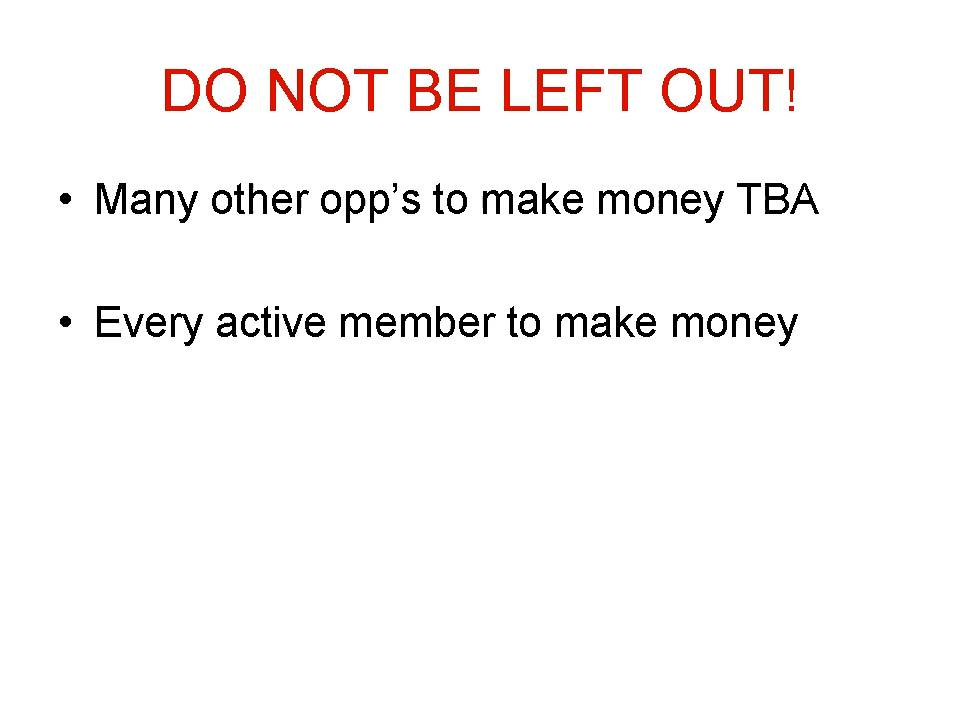 DO NOT BE LEFT OUT!
• Many other opp’s to make money TBA
• Every active member to make money